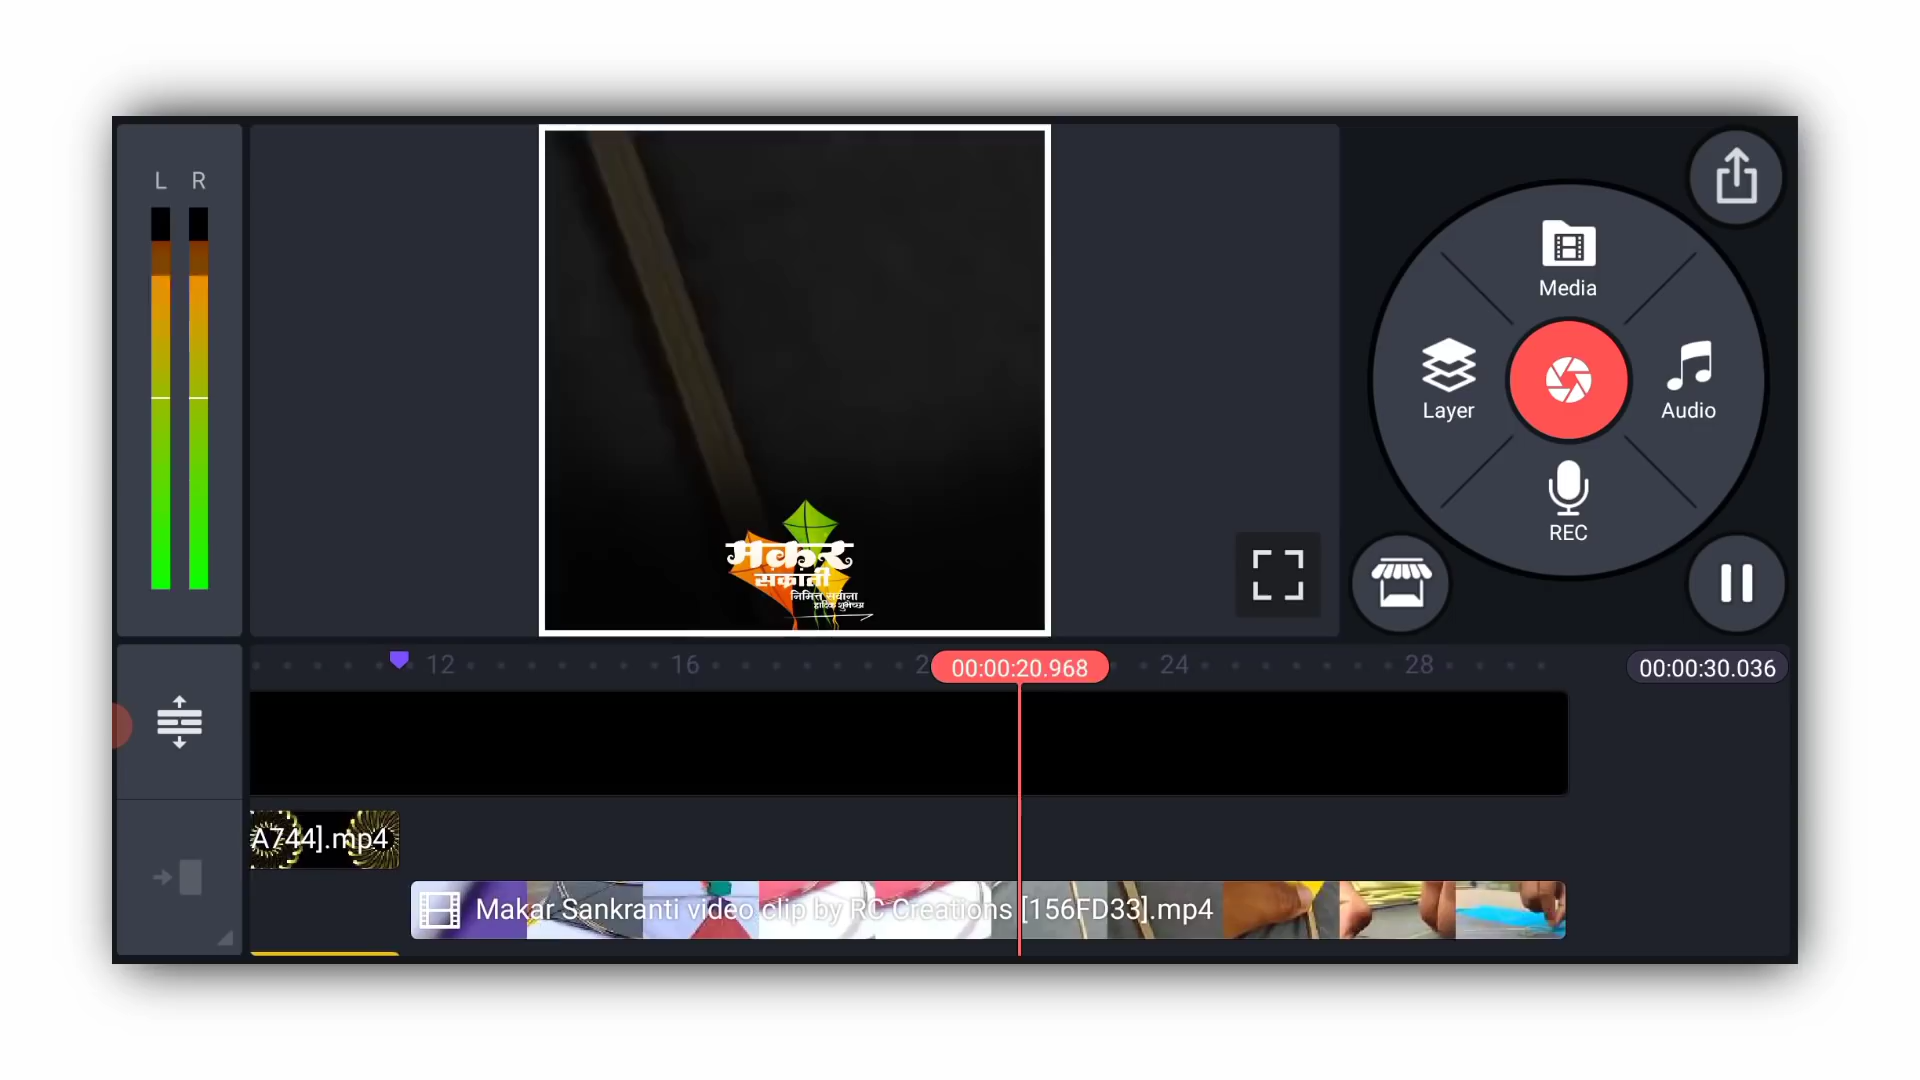 L R
Media
Layer
Audio
REC
मकर
संक्रांती
निमित्त सर्वांना
हार्दिक शुभेच्छा
12
16
00:00:20.968
24
28
00:00:30.036
A744].mp4
Makar Sankranti video clip by RC Creations [156FD33].mp4